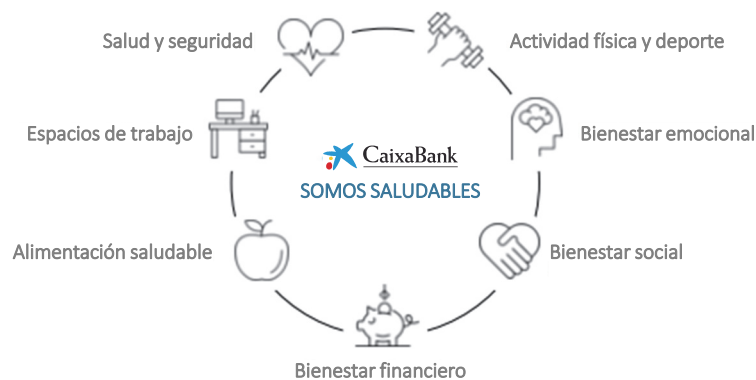 Salud y seguridad
Actividad física y deporte
Espacios de trabajo
Bienestar emocional
CaixaBank
SOMOS SALUDABLES
Alimentación saludable
Bienestar social
Bienestar financiero